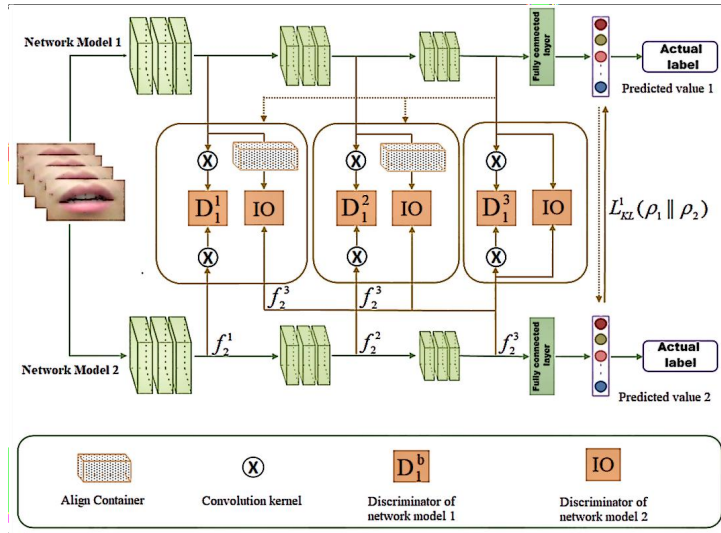 Network Model 1
Fully connected layer
Actual label
Predicted value 1
X
X
X
D₁¹
IO
D₁²
IO
D₁³
IO
X
X
X
L¹_KL(ρ₁ ∥ ρ₂)
f₂³
f₂³
f₂¹
f₂²
f₂³
Network Model 2
Fully connected layer
Actual label
Predicted value 2
X
D₁ᵇ
IO
Align Container
Convolution kernel
Discriminator of
network model 1
Discriminator of
network model 2